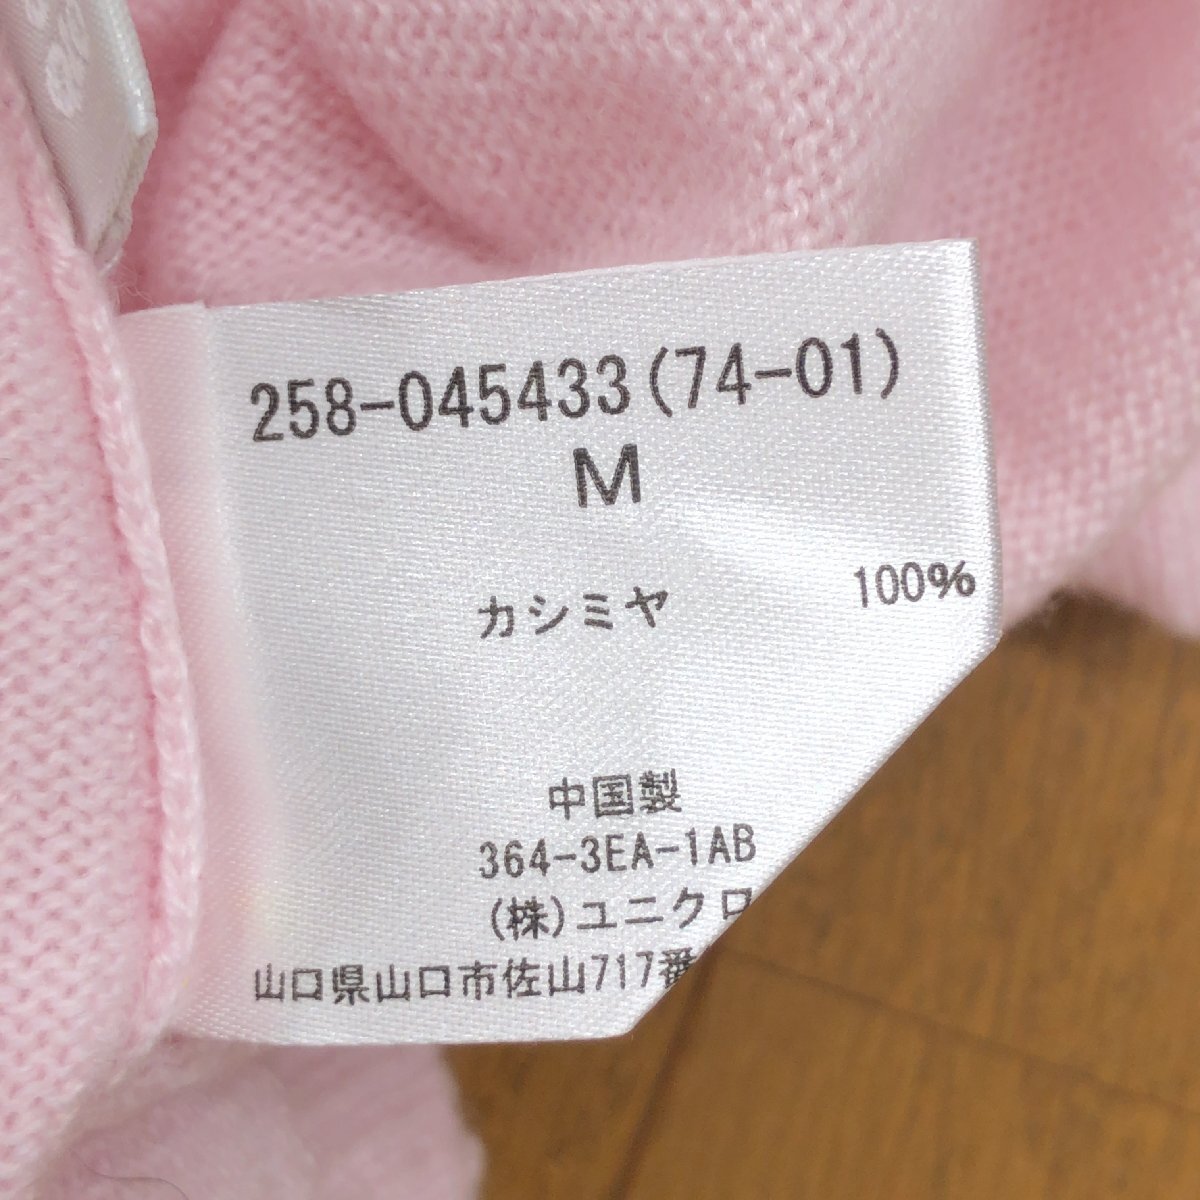 258-045433(74-01)
M
カシミヤ 100%
中国製
364-3EA-1AB
(株)ユニクロ
山口県山口市佐山717番